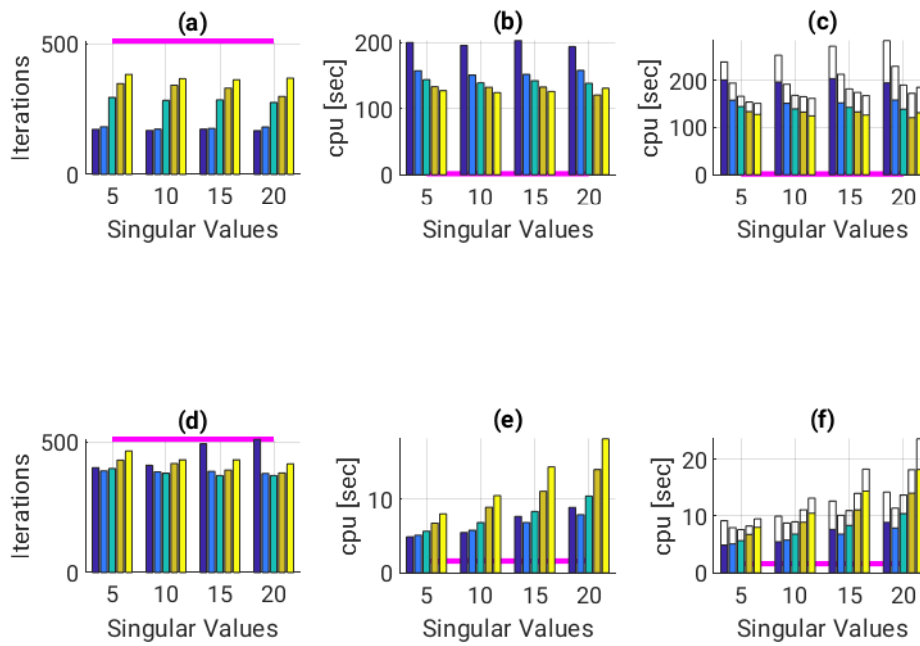 (a)
500
0
Iterations
5 10 15 20
Singular Values
(b)
200
100
0
cpu [sec]
5 10 15 20
Singular Values
(c)
200
100
0
cpu [sec]
5 10 15 20
Singular Values
(d)
500
0
Iterations
5 10 15 20
Singular Values
(e)
10
0
cpu [sec]
5 10 15 20
Singular Values
(f)
20
10
0
cpu [sec]
5 10 15 20
Singular Values